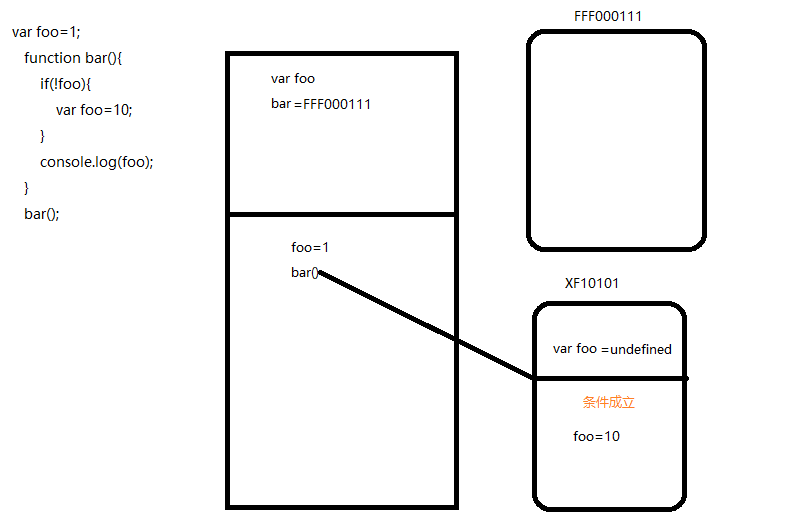 var foo=1;
function bar(){
if(!foo){
var foo=10;
}
console.log(foo);
}
bar();
var foo
bar =FFF000111
foo=1
bar()
FFF000111
XF10101
var foo =undefined
条件成立
foo=10